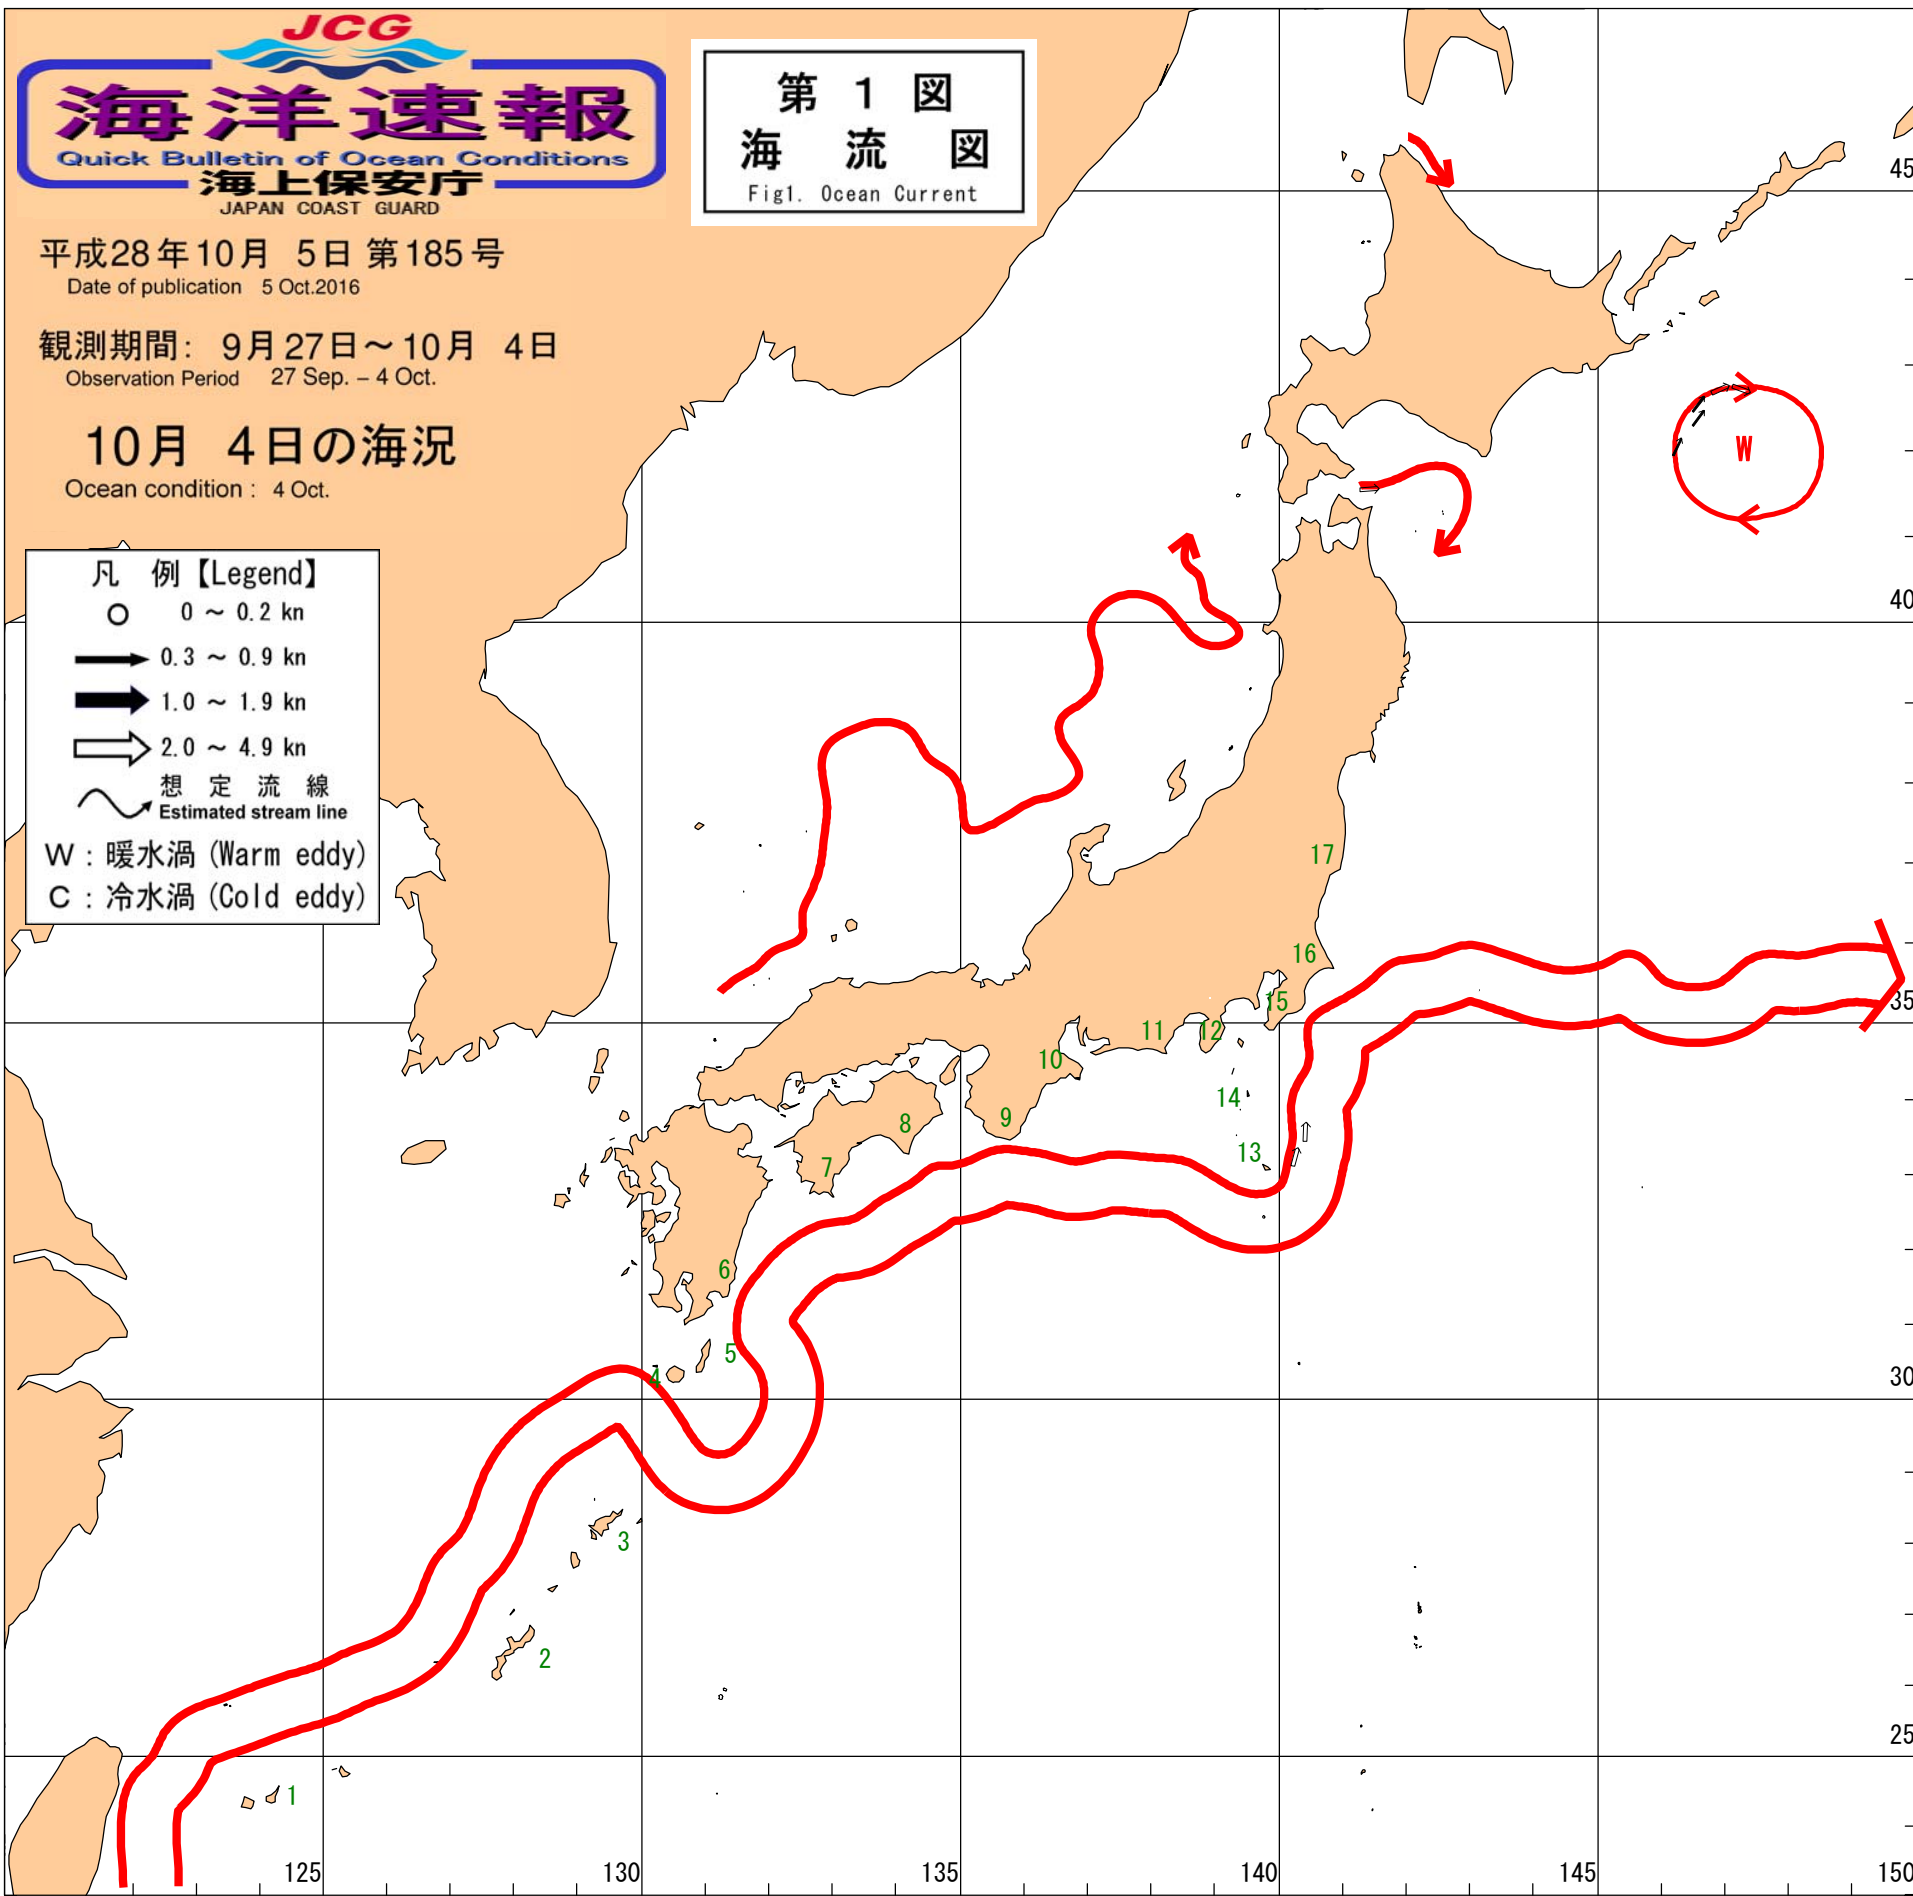 JCG
海洋速報
Quick Bulletin of Ocean Conditions
海上保安庁
JAPAN COAST GUARD
第 1 図
海 流 図
Fig1. Ocean Current
平成28年10月 5日 第185号
Date of publication 5 Oct.2016
観測期間: 9月27日～10月 4日
Observation Period 27 Sep. – 4 Oct.
10月 4日の海況
Ocean condition : 4 Oct.
凡 例【Legend】
0 ～ 0.2 kn
0.3 ～ 0.9 kn
1.0 ～ 1.9 kn
2.0 ～ 4.9 kn
想 定 流 線
Estimated stream line
W : 暖水渦 (Warm eddy)
C : 冷水渦 (Cold eddy)
45
W
40
17
16
35
15
11
12
10
14
8
9
13
7
6
5
4
30
3
2
25
1
125
130
135
140
145
150